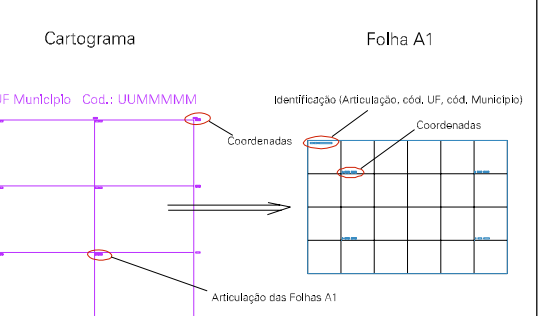 Cartograma
Folha A1
UF Município Cod.: UUMMMMM
Identificação (Articulação, cód. UF, cód. Município)
Coordenadas
Coordenadas
Articulação das Folhas A1